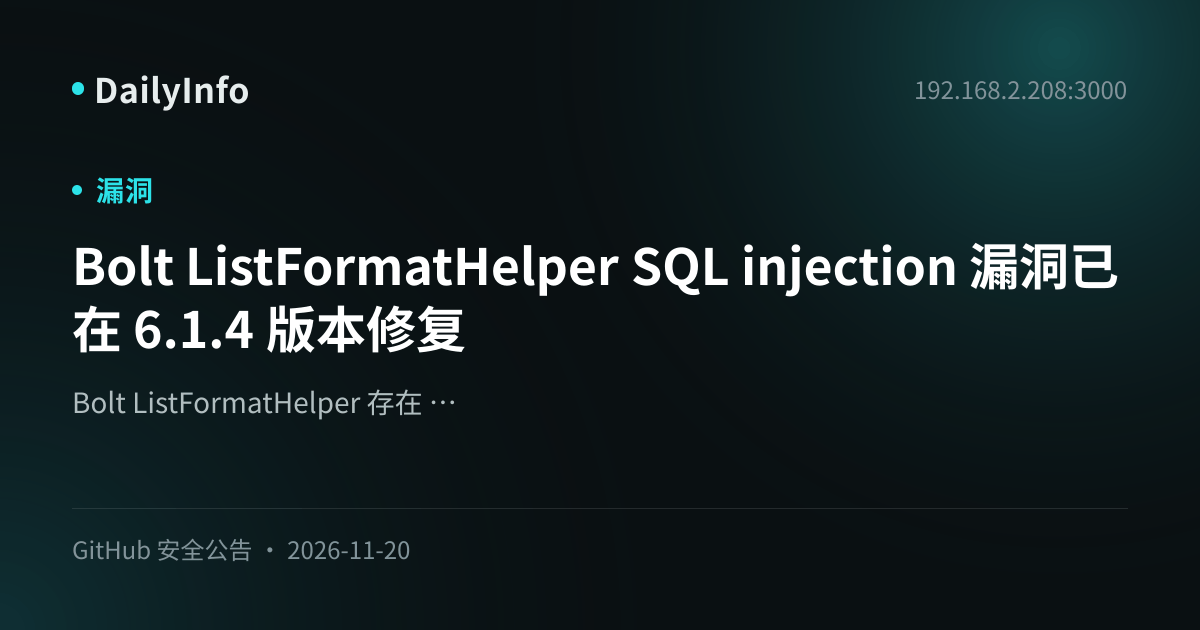 DailyInfo
192.168.2.208:3000
漏洞
Bolt ListFormatHelper SQL injection 漏洞已
在 6.1.4 版本修复
Bolt ListFormatHelper 存在 …
GitHub 安全公告 · 2026-11-20